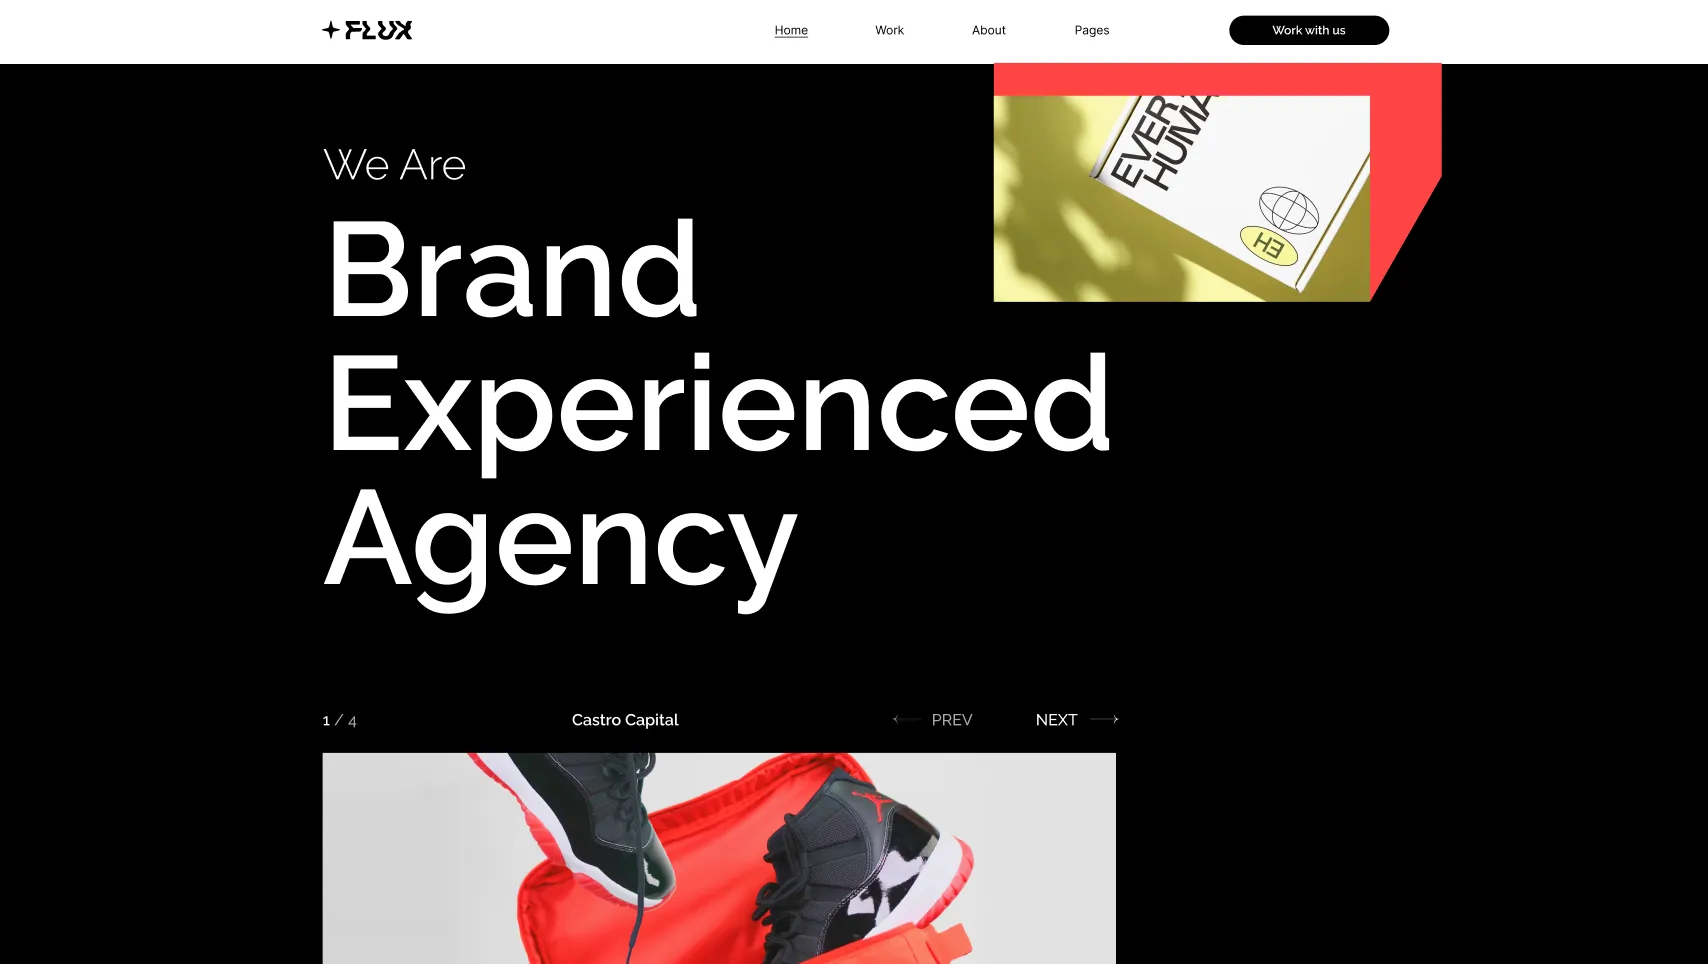 FLUX
Home
Work
About
Pages
Work with us
We Are
Brand
Experienced
Agency
EVER
HUMA
HE
1 / 4
Castro Capital
PREV
NEXT